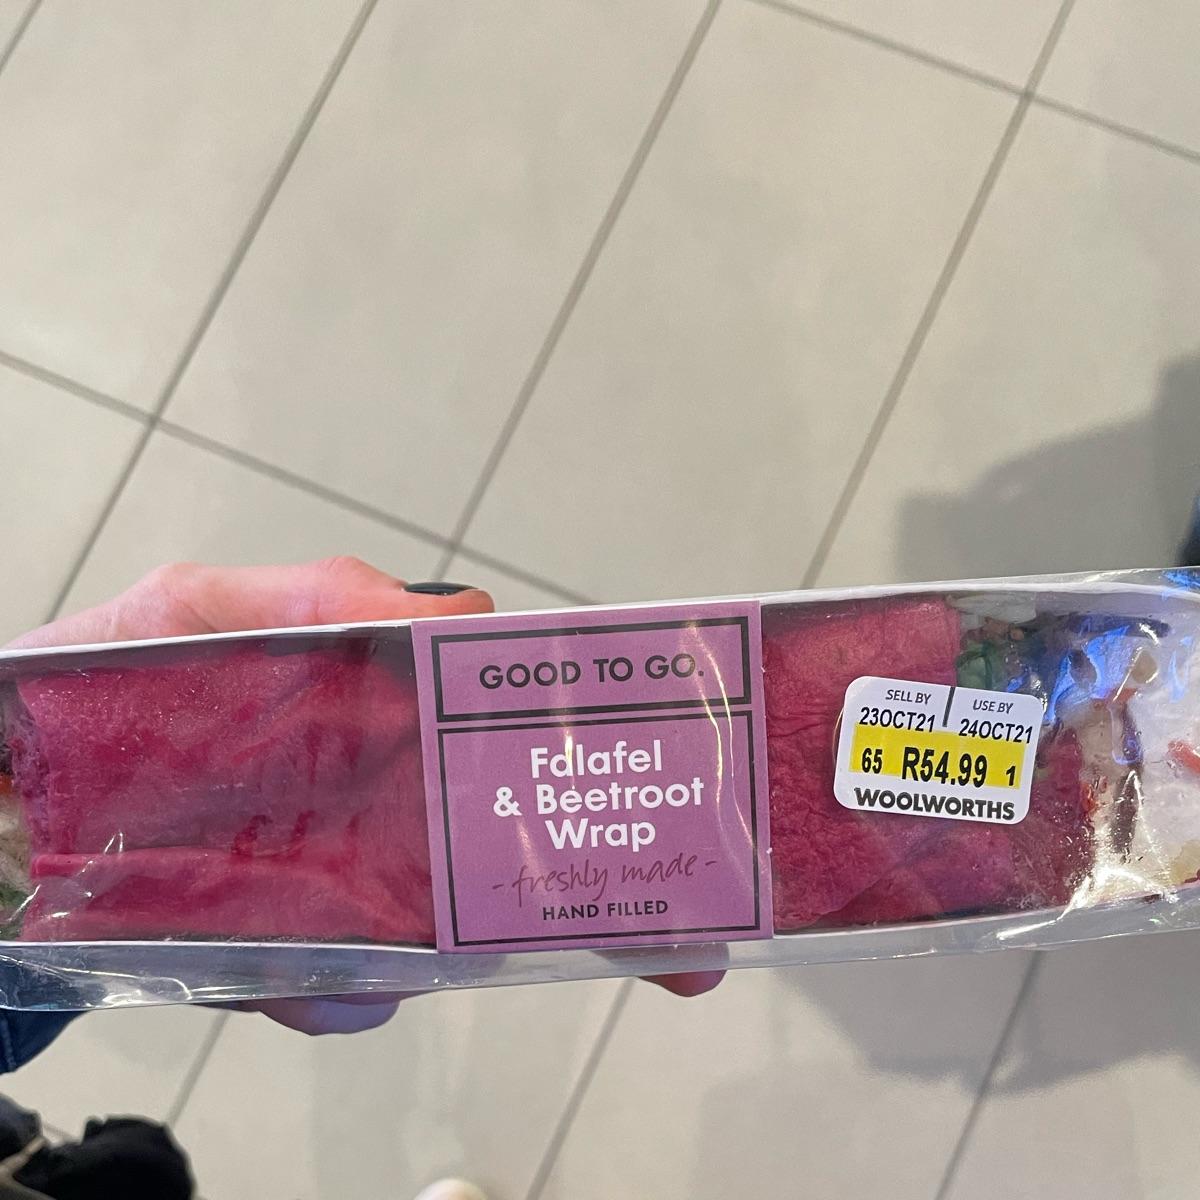 GOOD TO GO.
Falafel
& Beetroot
Wrap
- freshly made -
HAND FILLED
SELL BY USE BY
23OCT21 24OCT21
65 R54.99 1
WOOLWORTHS